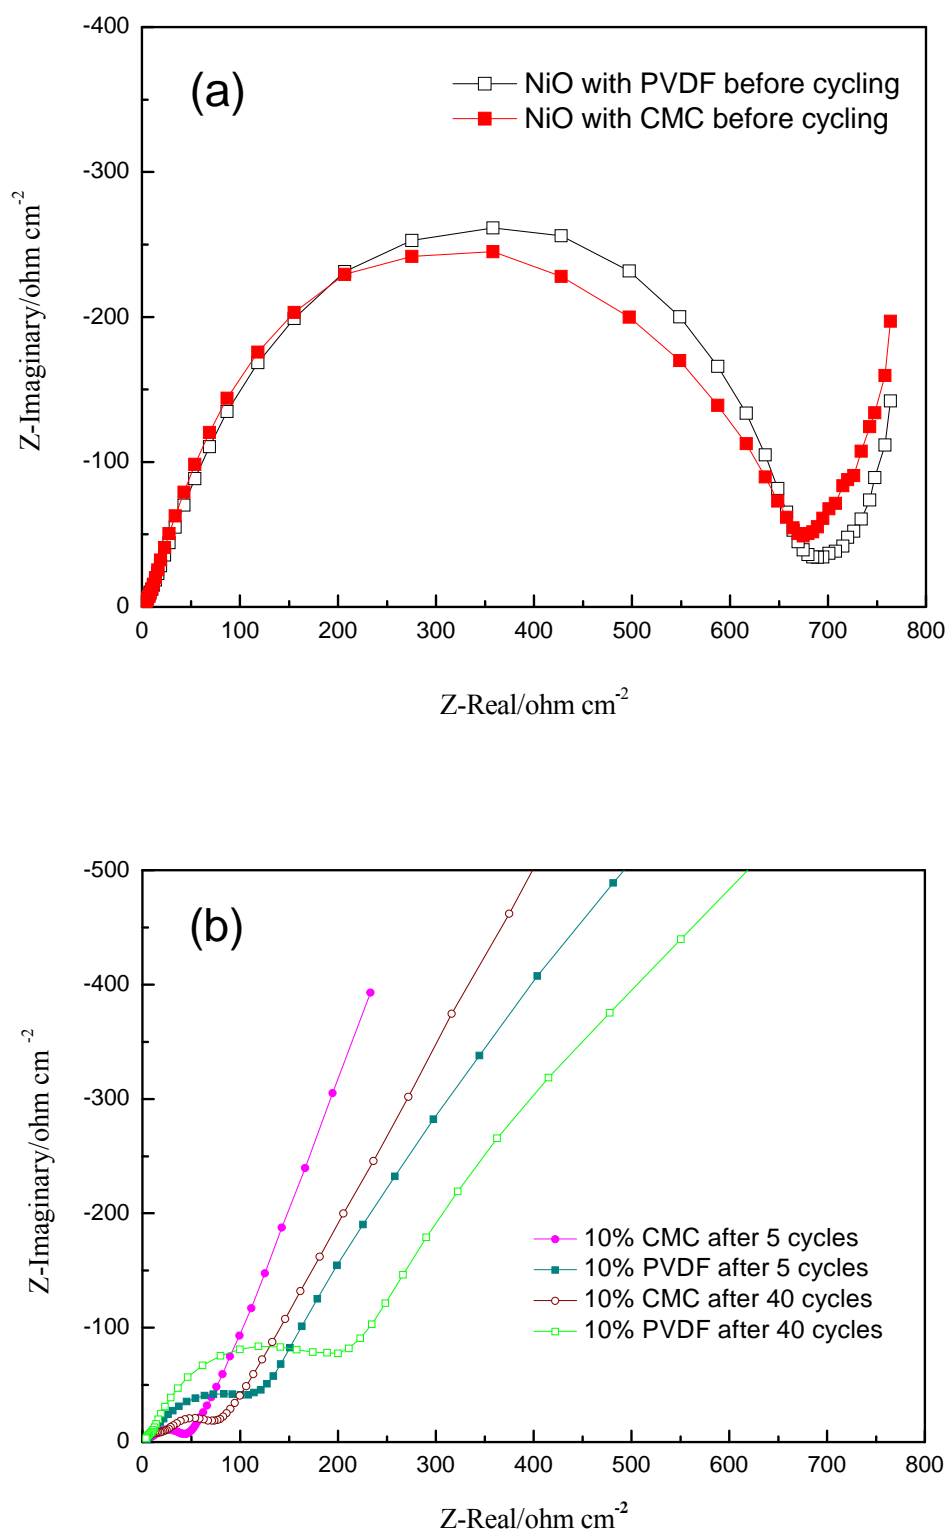 -400
(a)
NiO with PVDF before cycling
NiO with CMC before cycling
-300
-200
-100
0
Z-Imaginary/ohm cm-2
0 100 200 300 400 500 600 700 800
Z-Real/ohm cm-2
-500
(b)
-400
-300
-200
-100
0
Z-Imaginary/ohm cm-2
10% CMC after 5 cycles
10% PVDF after 5 cycles
10% CMC after 40 cycles
10% PVDF after 40 cycles
0 100 200 300 400 500 600 700 800
Z-Real/ohm cm-2